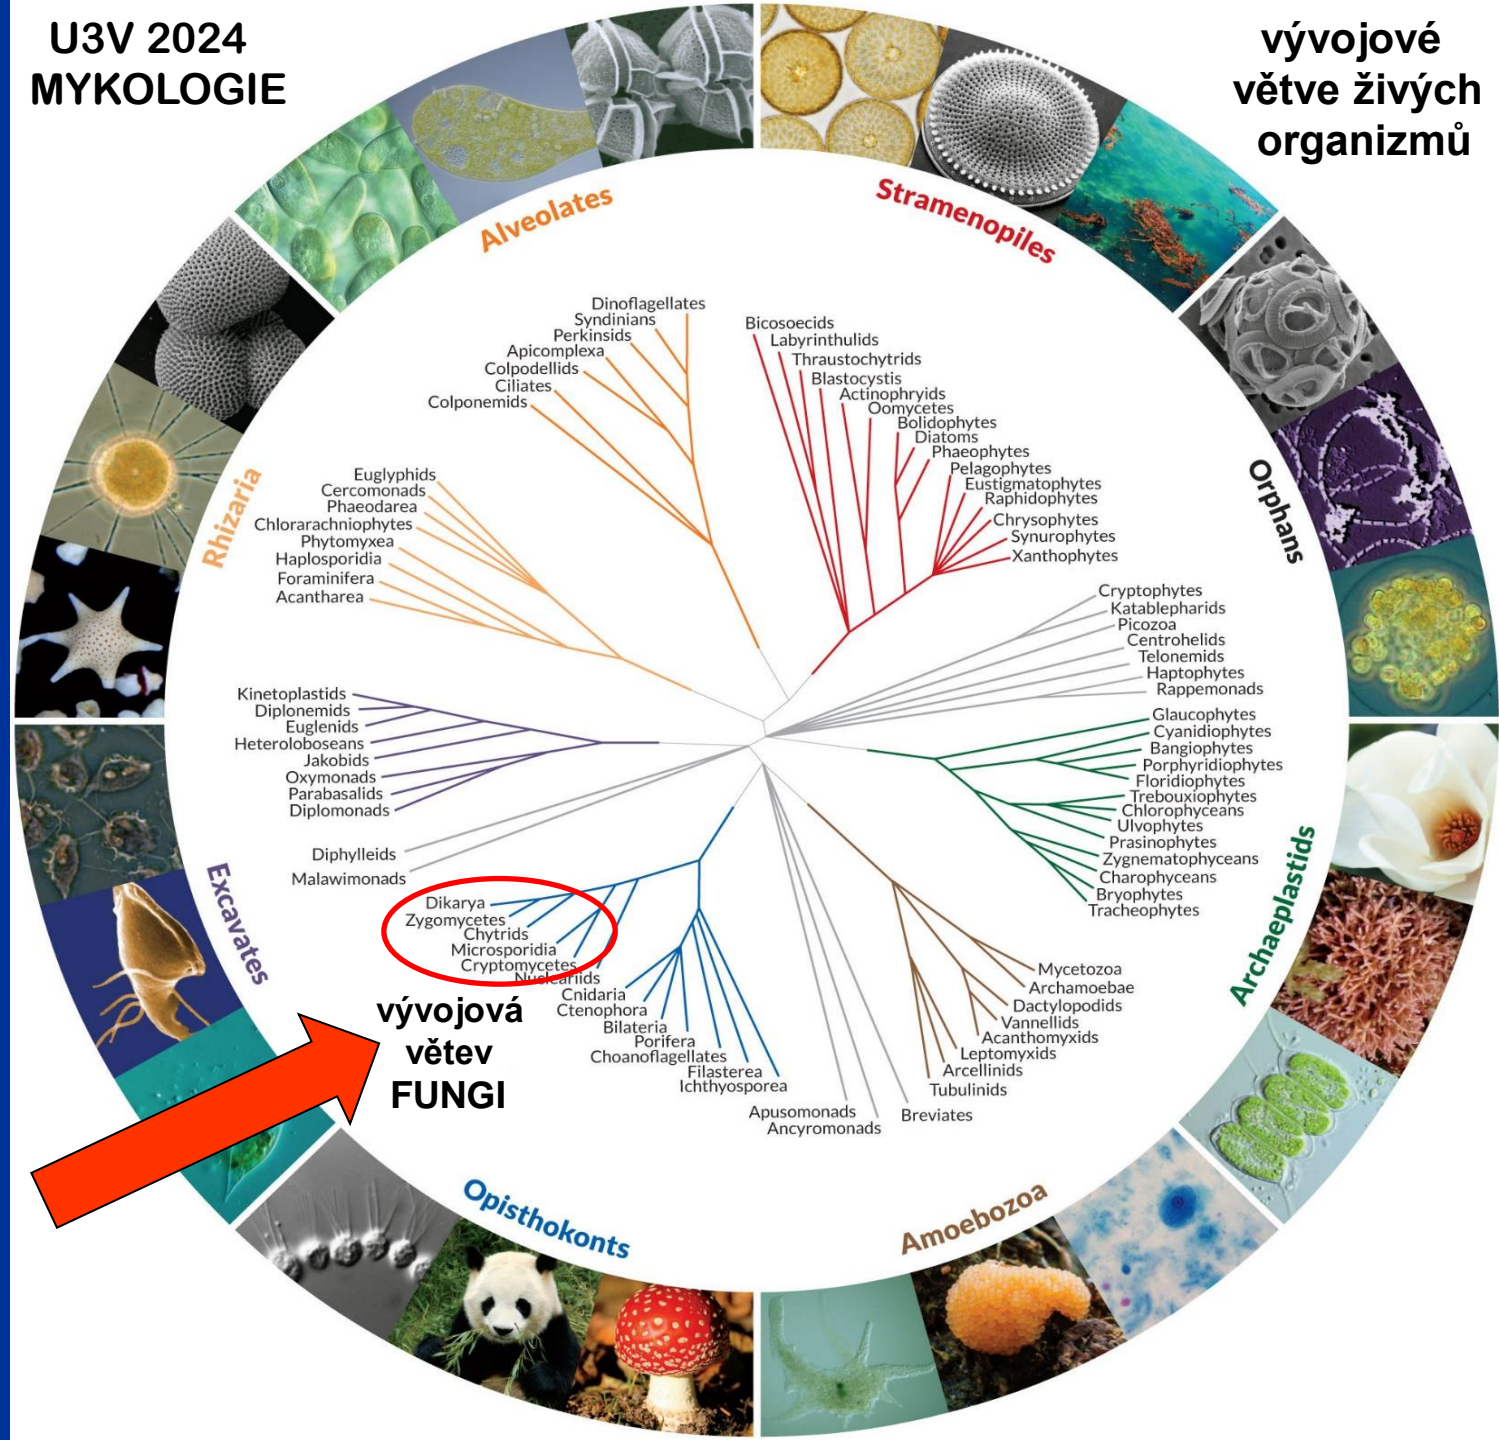 U3V 2024
MYKOLOGIE
vývojové
větve živých
organizmů
Alveolates
Stramenopiles
Dinoflagellates
Syndinians
Perkinsids
Apicomplexa
Colpodellids
Ciliates
Colponemids
Bicosoecids
Labyrinthulids
Thraustochytrids
Blastocystis
Actinophryids
Oomycetes
Bolidophytes
Diatoms
Phaeophytes
Pelagophytes
Eustigmatophytes
Raphidophytes
Chrysophytes
Synurophytes
Xanthophytes
Rhizaria
Euglyphids
Cercomonads
Phaeodarea
Chlorarachniophytes
Phytomyxea
Haplosporidia
Foraminifera
Acantharea
Orphans
Cryptophytes
Katablepharids
Picozoa
Centrohelids
Telonemids
Haptophytes
Rappemonads
Kinetoplastids
Diplonemids
Euglenids
Heteroloboseans
Jakobids
Oxymonads
Parabasalids
Diplomonads
Diphylleids
Malawimonads
Excavates
Glaucophytes
Cyanidiophytes
Bangiophytes
Porphyridiophytes
Floridiophytes
Trebouxiophytes
Chlorophyceans
Ulvophytes
Prasinophytes
Zygnematophyceans
Charophyceans
Bryophytes
Tracheophytes
Archaeplastids
Dikarya
Zygomycetes
Chytrids
Microsporidia
Cryptomycetes
Nucleariids
Cnidaria
Ctenophora
Bilateria
Porifera
Choanoflagellates
Filasterea
Ichthyosporea
vývojová
větev
FUNGI
Apusomonads
Ancyromonads
Breviates
Mycetozoa
Archamoebae
Dactylopodids
Vannellids
Acanthomyxids
Leptomyxids
Arcellinids
Tubulinids
Opisthokonts
Amoebozoa